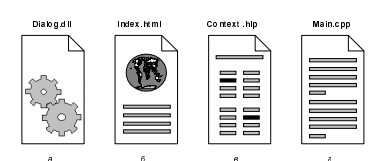 Dialog.dll Index.html Context .hlp Main.cpp
а б в г